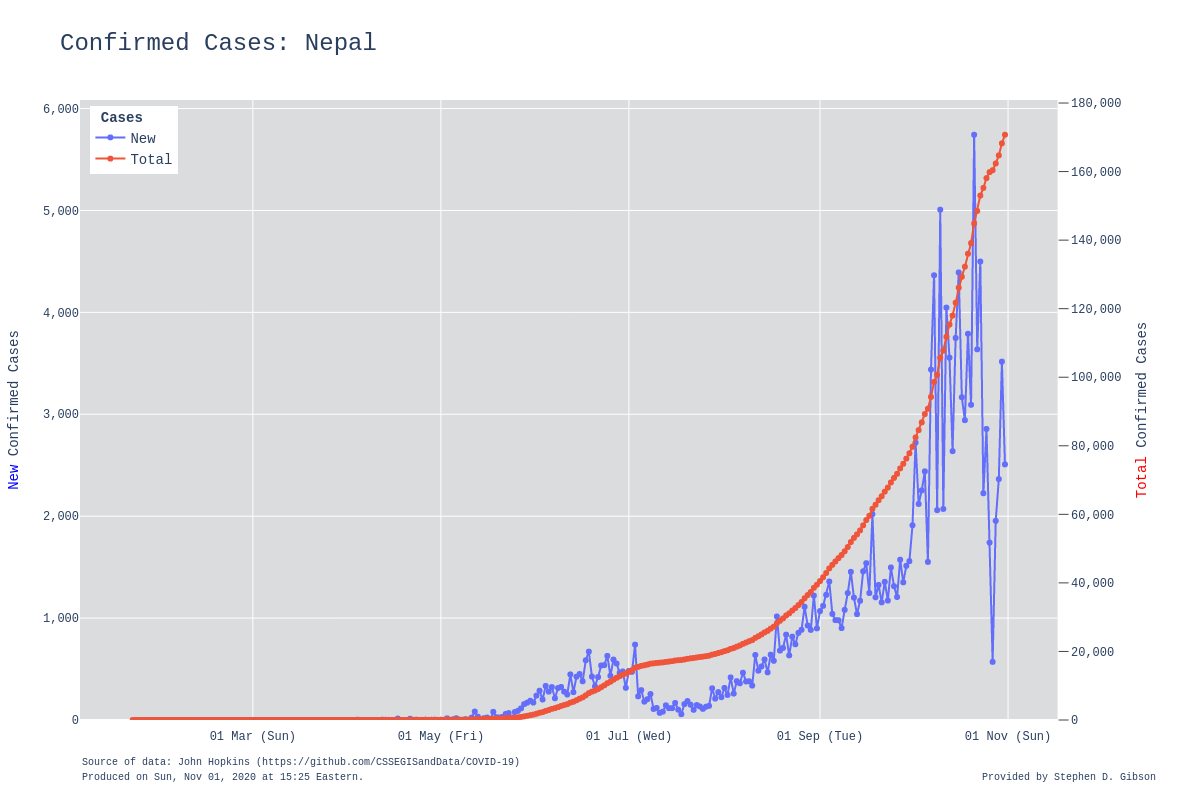 Confirmed Cases: Nepal
Cases
New
Total
6,000
5,000
4,000
3,000
2,000
1,000
0
180,000
160,000
140,000
120,000
100,000
80,000
60,000
40,000
20,000
0
New Confirmed Cases
Total Confirmed Cases
01 Mar (Sun)
01 May (Fri)
01 Jul (Wed)
01 Sep (Tue)
01 Nov (Sun)
Source of data: John Hopkins (https://github.com/CSSEGISandData/COVID-19)
Produced on Sun, Nov 01, 2020 at 15:25 Eastern.
Provided by Stephen D. Gibson